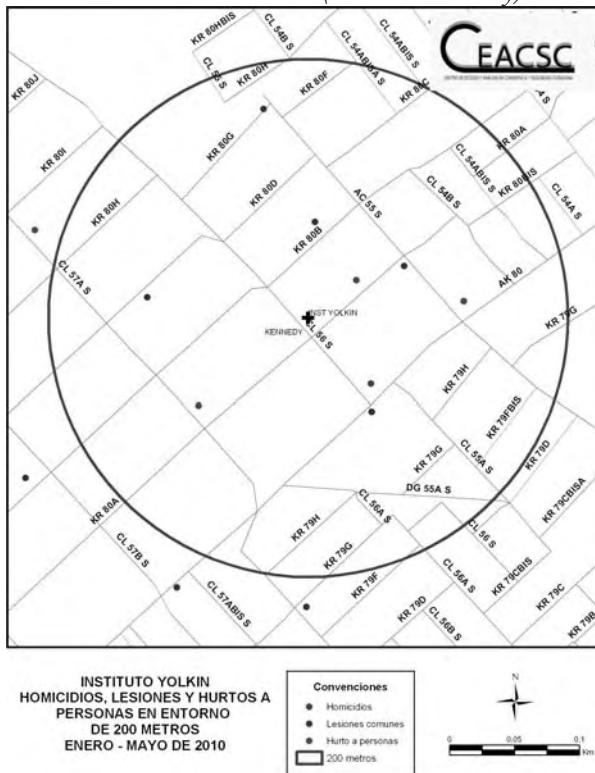 KR 80HBIS
CL 54B S
CL 54ABISA S
CL 54ABIS S
CEACSC
KR 80J
CL 55 S
KR 80H
KR 80F
KR 80C
KR 80I
KR 80G
KR 80A
CL 54ABIS S
KR 80BIS
KR 80H
KR 80D
CL 54B S
CL 54A S
AC 55 S
KR 80B
CL 57A S
AK 80
INST YOLKIN
KENNEDY
CL 56 S
KR 79G
KR 79H
KR 79FBIS
KR 79G
CL 55A S
KR 79D
DG 55A S
KR 79CBISA
KR 80A
CL 56A S
KR 79H
CL 56 S
CL 57B S
KR 79G
KR 79F
CL 56A S
KR 79CBIS
CL 57ABIS S
KR 79D
KR 79C
CL 56B S
KR 79B
INSTITUTO YOLKIN
HOMICIDIOS, LESIONES Y HURTOS A
PERSONAS EN ENTORNO
DE 200 METROS
ENERO - MAYO DE 2010
Convenciones
Homicidios
Lesiones comunes
Hurto a personas
200 metros
N
0 0,05 0,1
Km